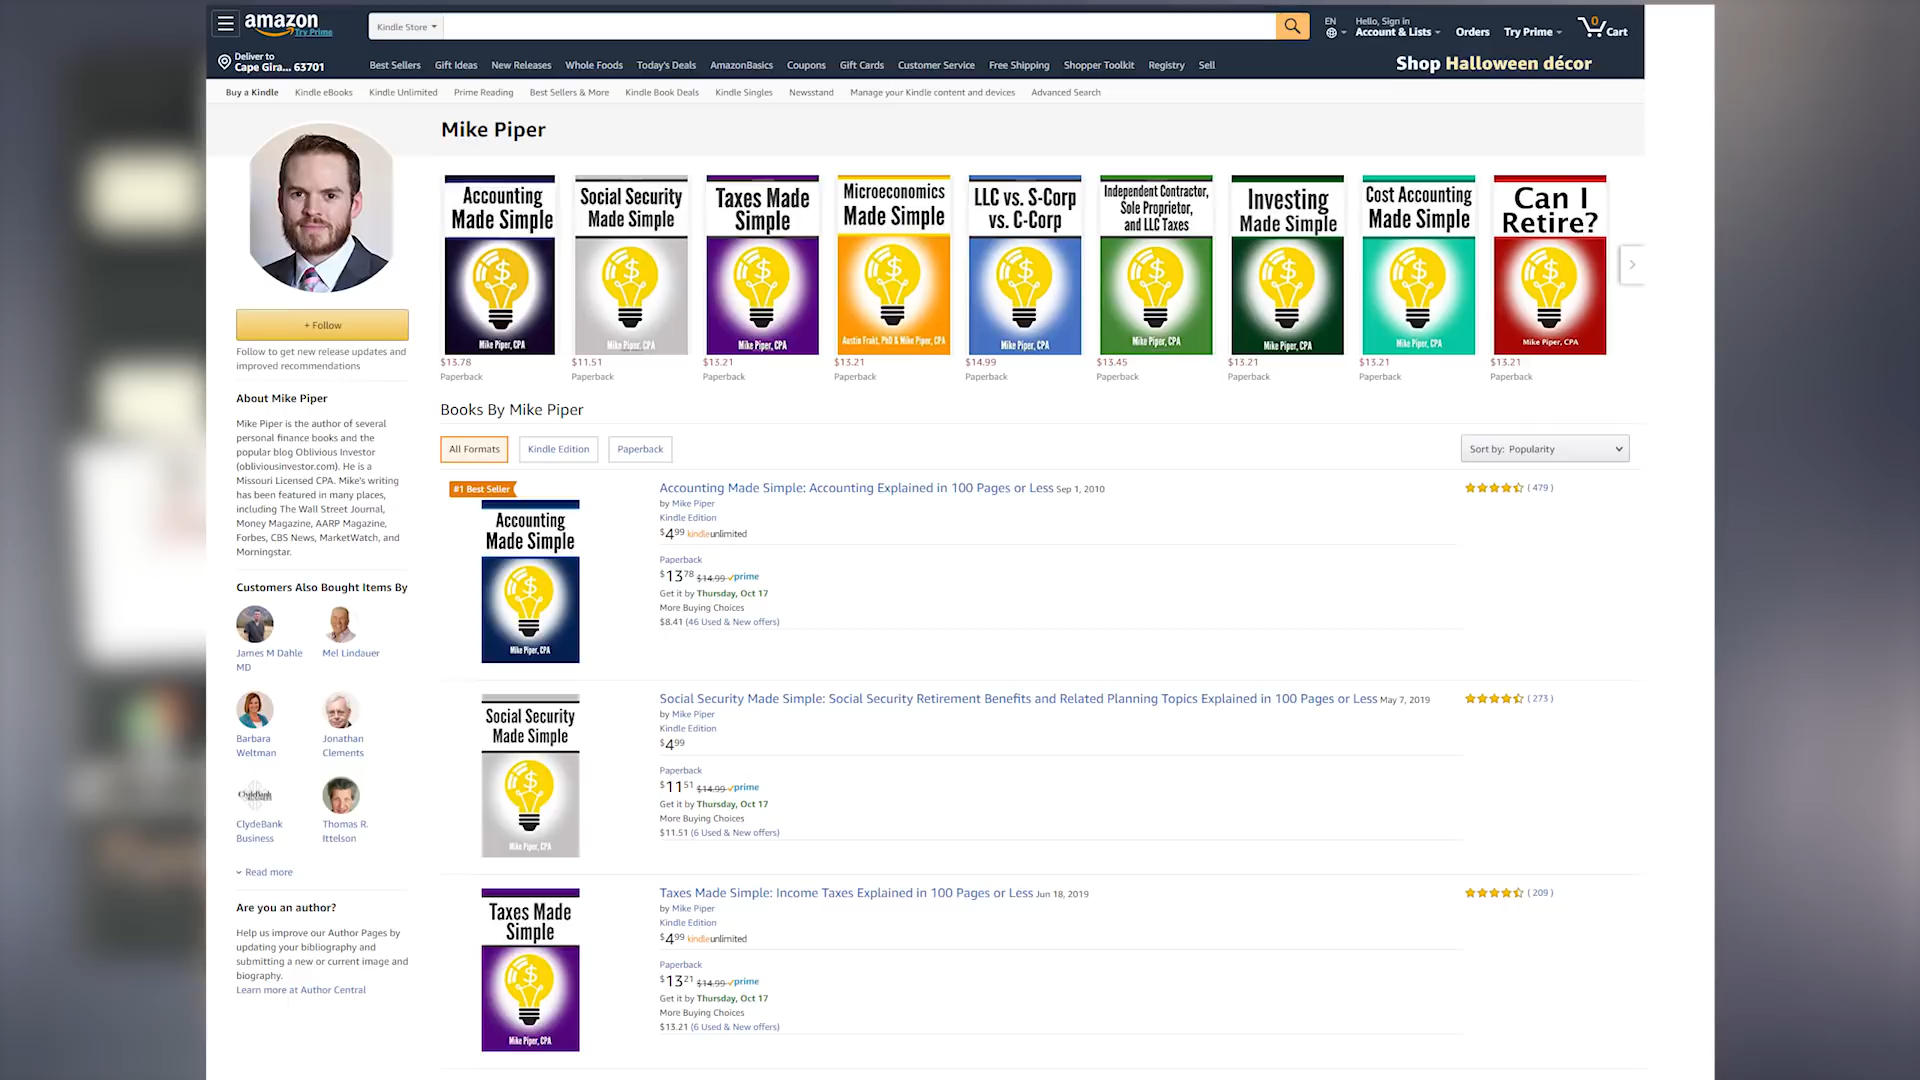 amazon
Try Prime
Kindle Store
EN
Hello, Sign in
Account & Lists
Orders
Try Prime
0
Cart
Deliver to
Cape Gira... 63701
Best Sellers
Gift Ideas
New Releases
Whole Foods
Today's Deals
AmazonBasics
Coupons
Gift Cards
Customer Service
Free Shipping
Shopper Toolkit
Registry
Sell
Shop Halloween décor
Buy a Kindle
Kindle eBooks
Kindle Unlimited
Prime Reading
Best Sellers & More
Kindle Book Deals
Kindle Singles
Newsstand
Manage your Kindle content and devices
Advanced Search
Mike Piper
Accounting
Made Simple
Mike Piper, CPA
$13.78
Paperback
Social Security
Made Simple
Mike Piper, CPA
$11.51
Paperback
Taxes Made
Simple
Mike Piper, CPA
$13.21
Paperback
Microeconomics
Made Simple
Austin Frakt, PhD & Mike Piper, CPA
$13.21
Paperback
LLC vs. S-Corp
vs. C-Corp
Mike Piper, CPA
$14.99
Paperback
Independent Contractor,
Sole Proprietor,
and LLC Taxes
Mike Piper, CPA
$13.45
Paperback
Investing
Made Simple
Mike Piper, CPA
$13.21
Paperback
Cost Accounting
Made Simple
Mike Piper, CPA
$13.21
Paperback
Can I
Retire?
Mike Piper, CPA
$13.21
Paperback
+ Follow
Follow to get new release updates and
improved recommendations
About Mike Piper
Mike Piper is the author of several
personal finance books and the
popular blog Oblivious Investor
(obliviousinvestor.com). He is a
Missouri Licensed CPA. Mike's writing
has been featured in many places,
including The Wall Street Journal,
Money Magazine, AARP Magazine,
Forbes, CBS News, MarketWatch, and
Morningstar.
Customers Also Bought Items By
James M Dahle
MD
Mel Lindauer
Barbara
Weltman
Jonathan
Clements
ClydeBank
ClydeBank
Business
Thomas R.
Ittelson
Read more
Are you an author?
Help us improve our Author Pages by
updating your bibliography and
submitting a new or current image and
biography.
Learn more at Author Central
Books By Mike Piper
All Formats
Kindle Edition
Paperback
Sort by: Popularity
#1 Best Seller
Accounting
Made Simple
Mike Piper, CPA
Accounting Made Simple: Accounting Explained in 100 Pages or Less Sep 1, 2010
by Mike Piper
Kindle Edition
$4.99 kindleunlimited
Paperback
$13.78 $14.99 prime
Get it by Thursday, Oct 17
More Buying Choices
$8.41 (46 Used & New offers)
( 479 )
Social Security
Made Simple
Mike Piper, CPA
Social Security Made Simple: Social Security Retirement Benefits and Related Planning Topics Explained in 100 Pages or Less May 7, 2019
by Mike Piper
Kindle Edition
$4.99
Paperback
$11.51 $14.99 prime
Get it by Thursday, Oct 17
More Buying Choices
$11.51 (6 Used & New offers)
( 273 )
Taxes Made
Simple
Mike Piper, CPA
Taxes Made Simple: Income Taxes Explained in 100 Pages or Less Jun 18, 2019
by Mike Piper
Kindle Edition
$4.99 kindleunlimited
Paperback
$13.21 $14.99 prime
Get it by Thursday, Oct 17
More Buying Choices
$13.21 (6 Used & New offers)
( 209 )